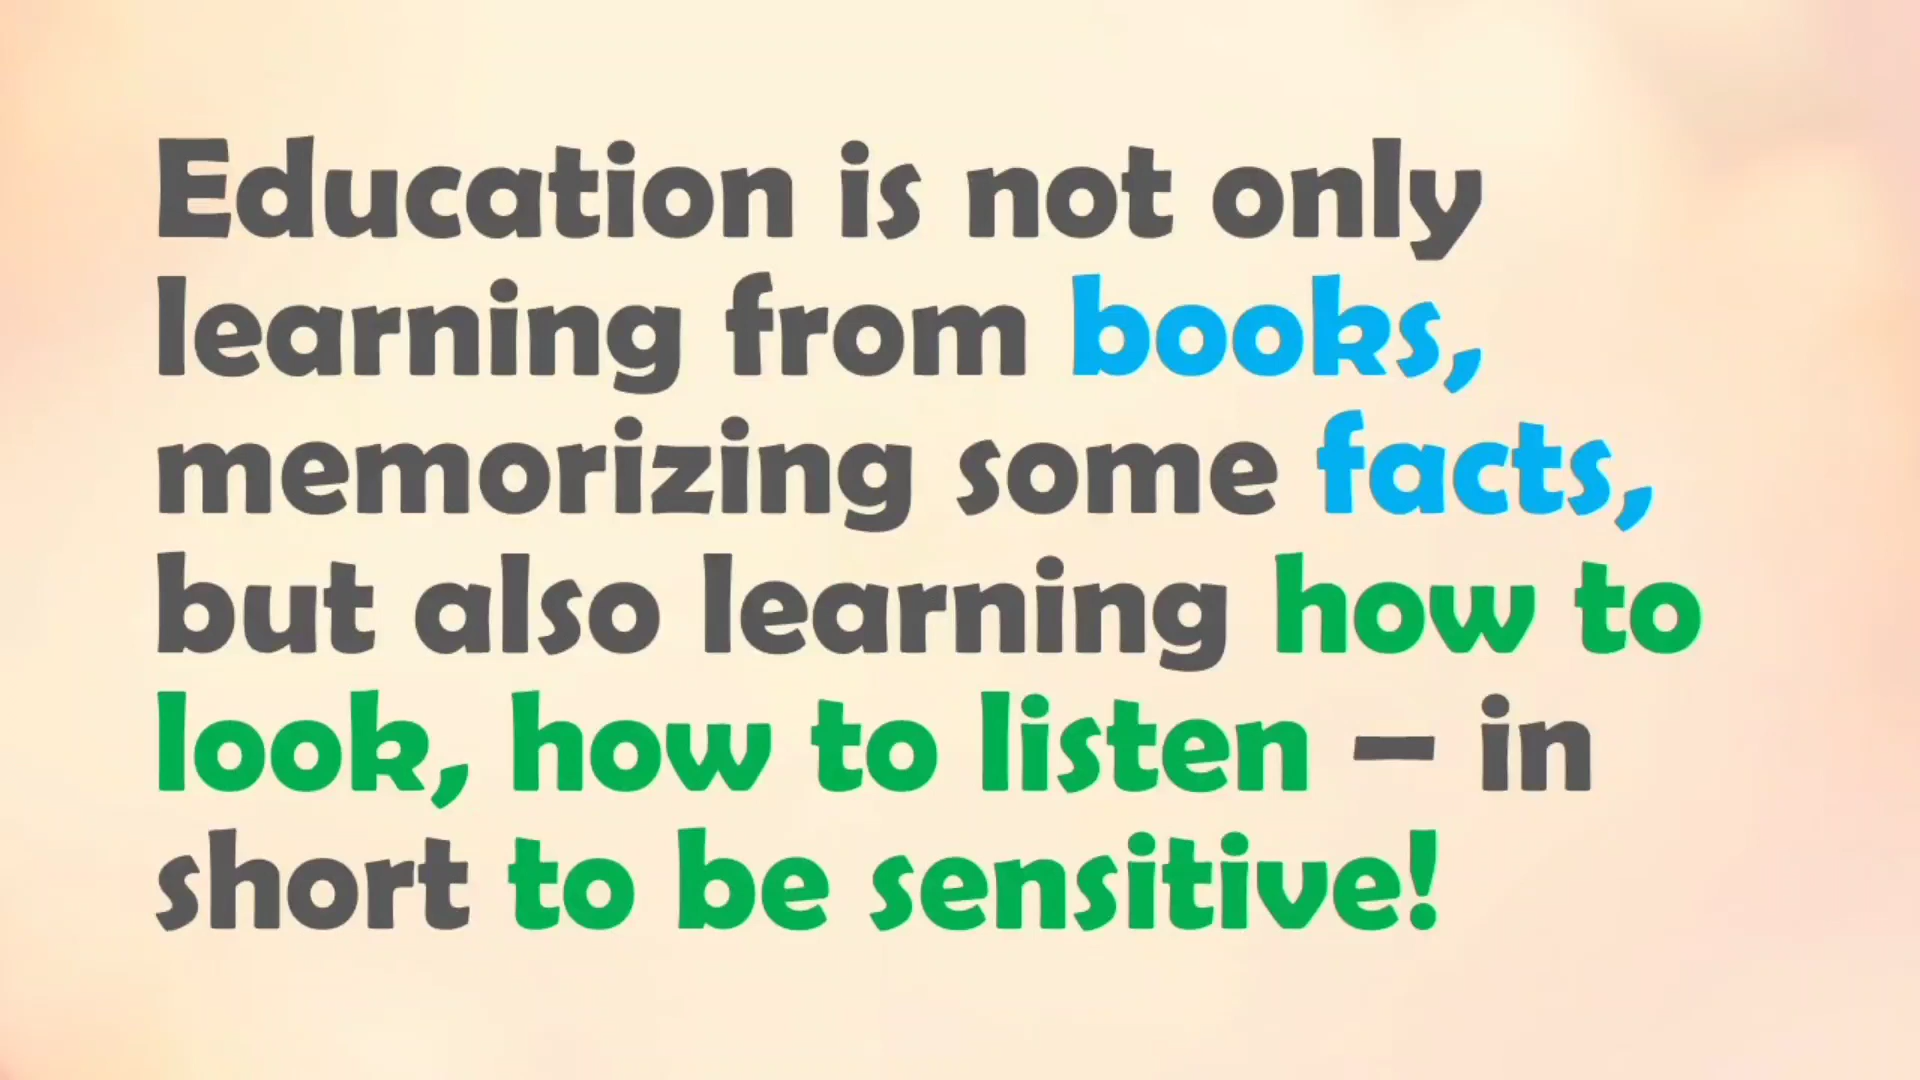 Education is not only
learning from books,
memorizing some facts,
but also learning how to
look, how to listen – in
short to be sensitive!